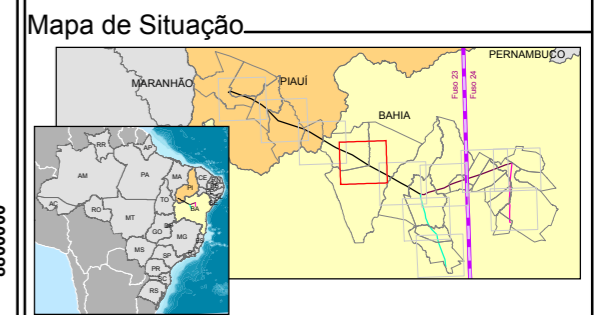 Mapa de Situação
PERNAMBUCO
MARANHÃO
PIAUÍ
Fuso 23
Fuso 24
BAHIA
RR
AP
AM
PA
MA
CE
PI
AC
RO
TO
BA
MT
GO
MG
MS
SP
PR
SC
RS